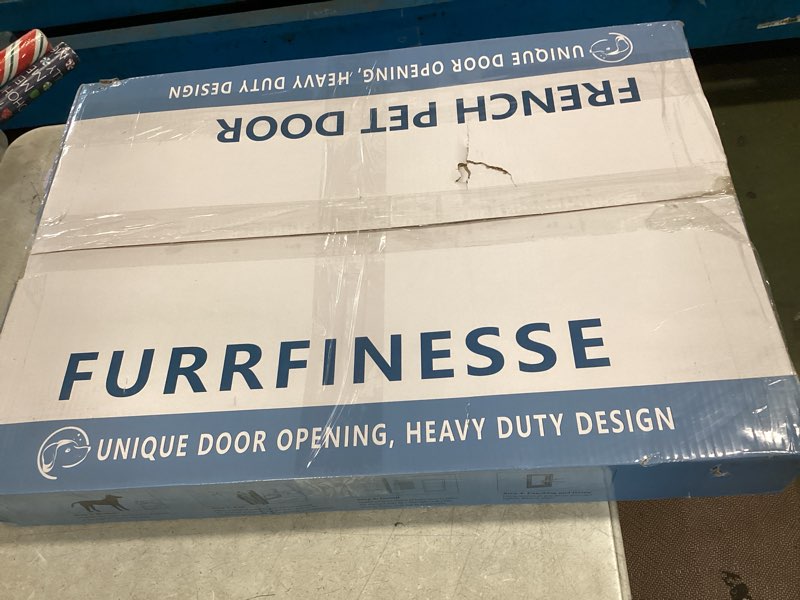 UNIQUE DOOR OPENING, HEAVY DUTY DESIGN
FRENCH PET DOOR
FURRFINESSE
UNIQUE DOOR OPENING, HEAVY DUTY DESIGN